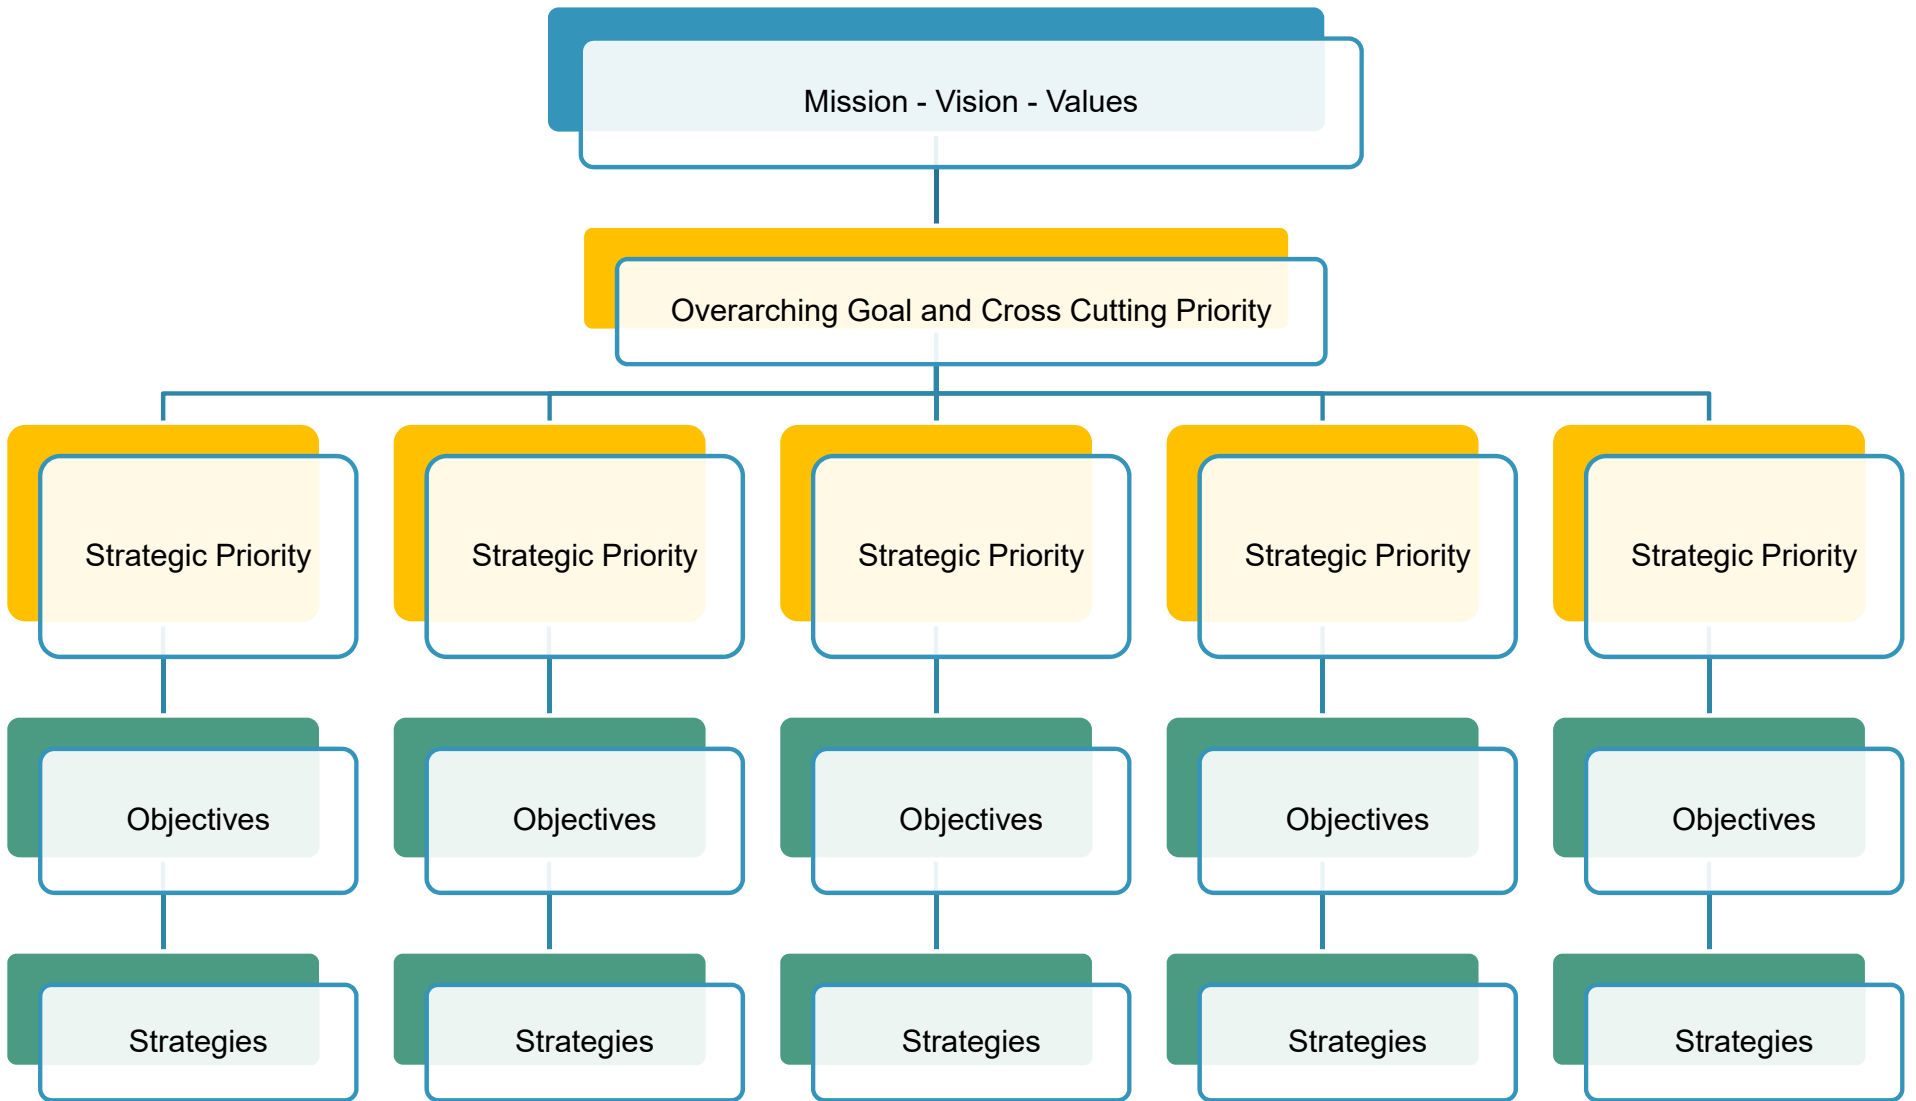 Mission - Vision - Values
Overarching Goal and Cross Cutting Priority
Strategic Priority
Strategic Priority
Strategic Priority
Strategic Priority
Strategic Priority
Objectives
Objectives
Objectives
Objectives
Objectives
Strategies
Strategies
Strategies
Strategies
Strategies